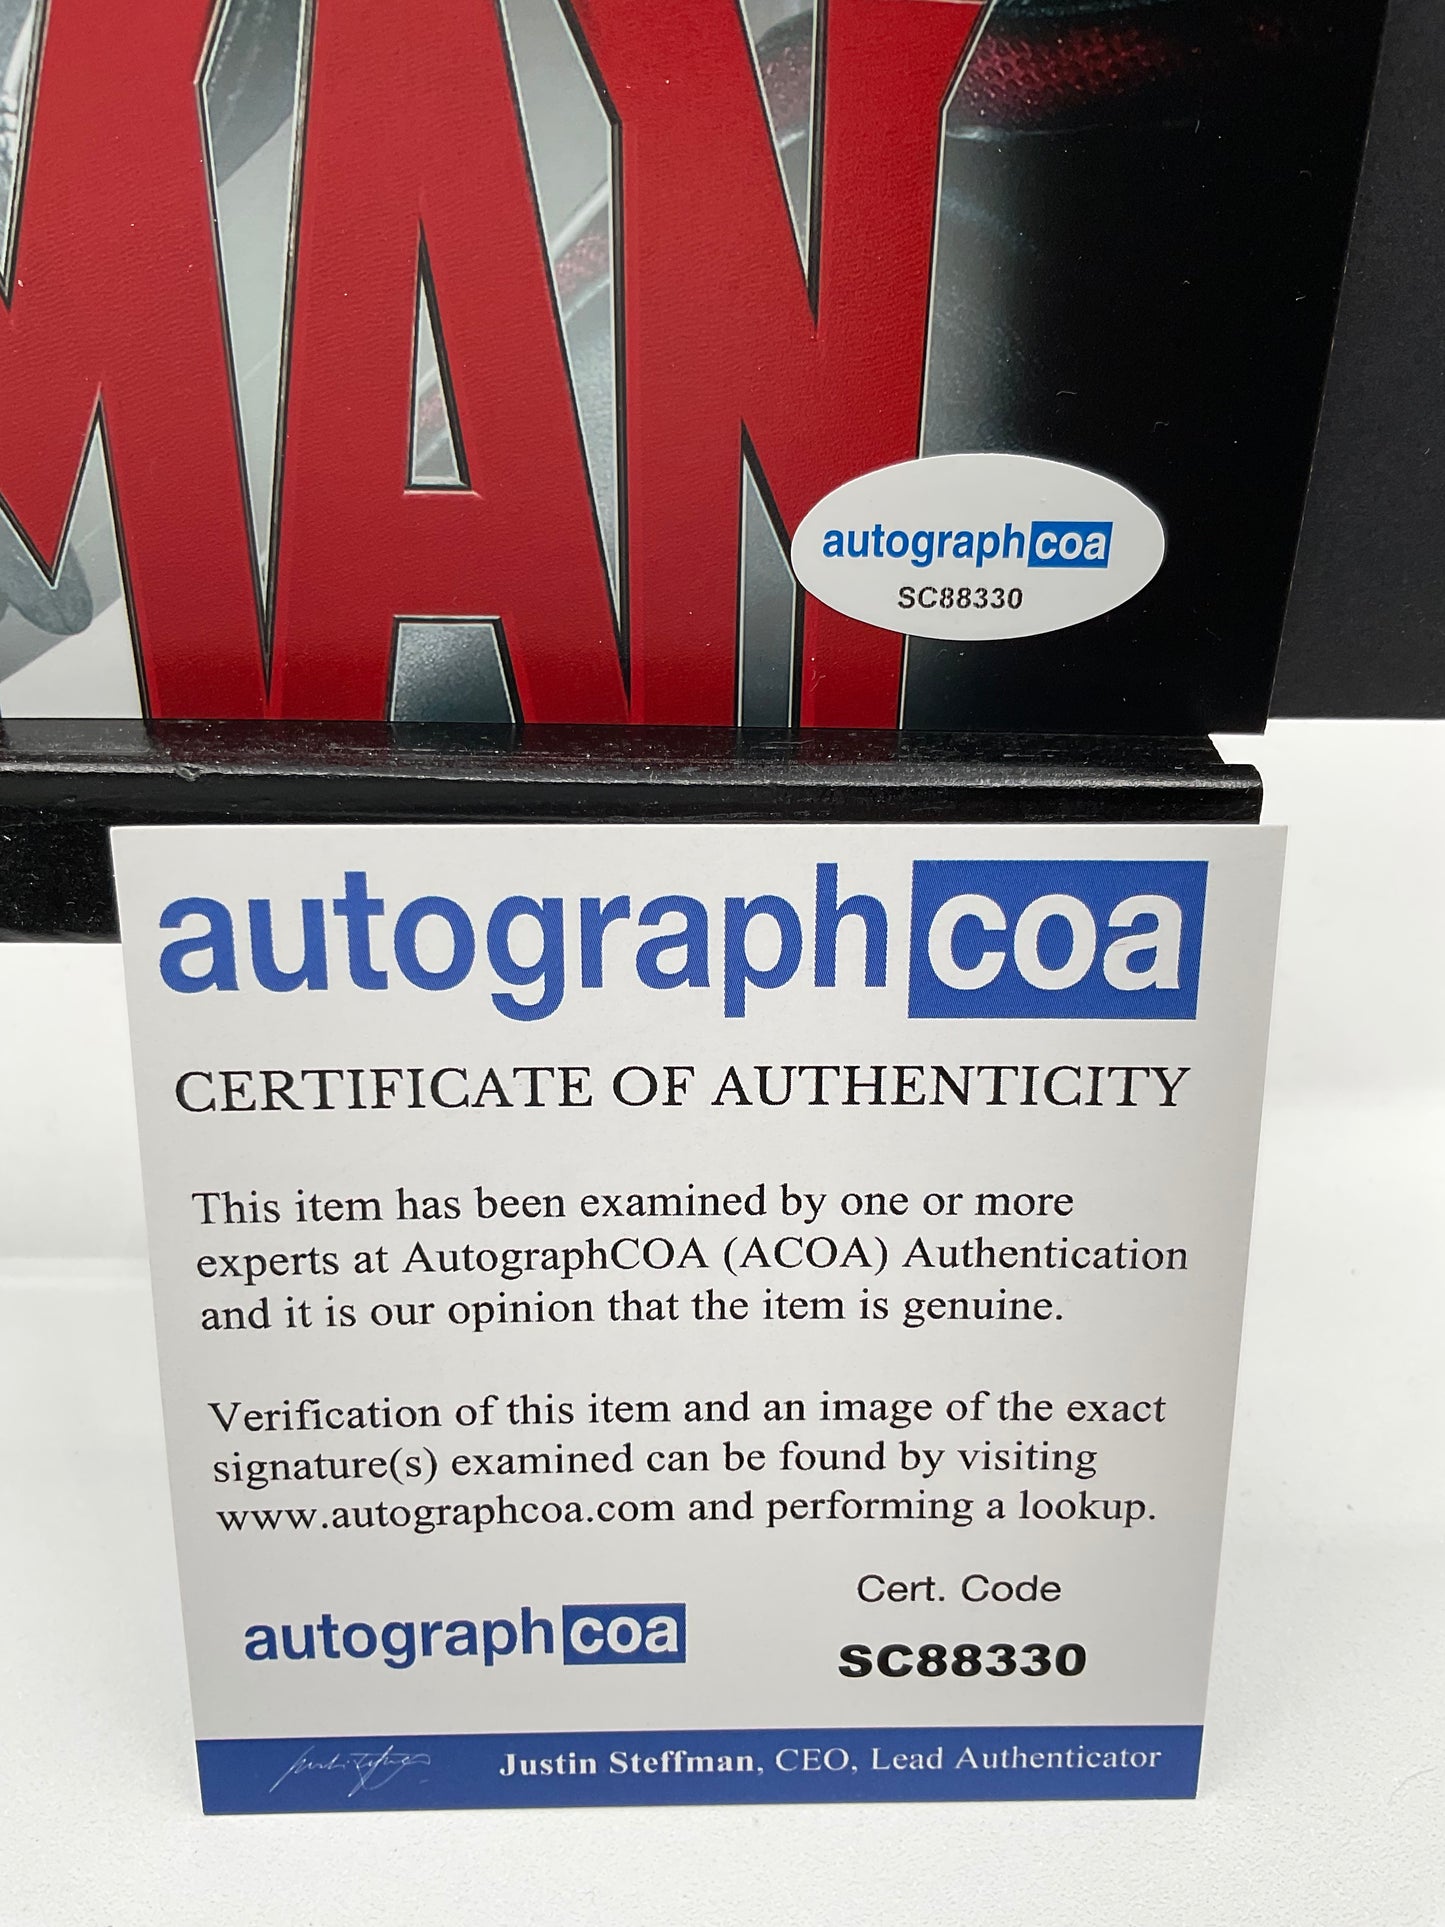 MAN
autographcoa
SC88330
autographcoa
CERTIFICATE OF AUTHENTICITY
This item has been examined by one or more
experts at AutographCOA (ACOA) Authentication
and it is our opinion that the item is genuine.
Verification of this item and an image of the exact
signature(s) examined can be found by visiting
www.autographcoa.com and performing a lookup.
Cert. Code
autographcoa
SC88330
Justin Steffman, CEO, Lead Authenticator